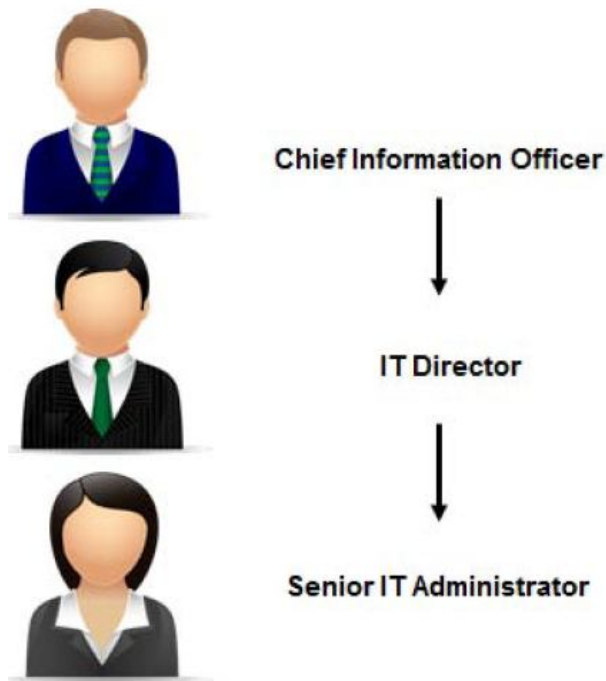 Chief Information Officer
IT Director
Senior IT Administrator